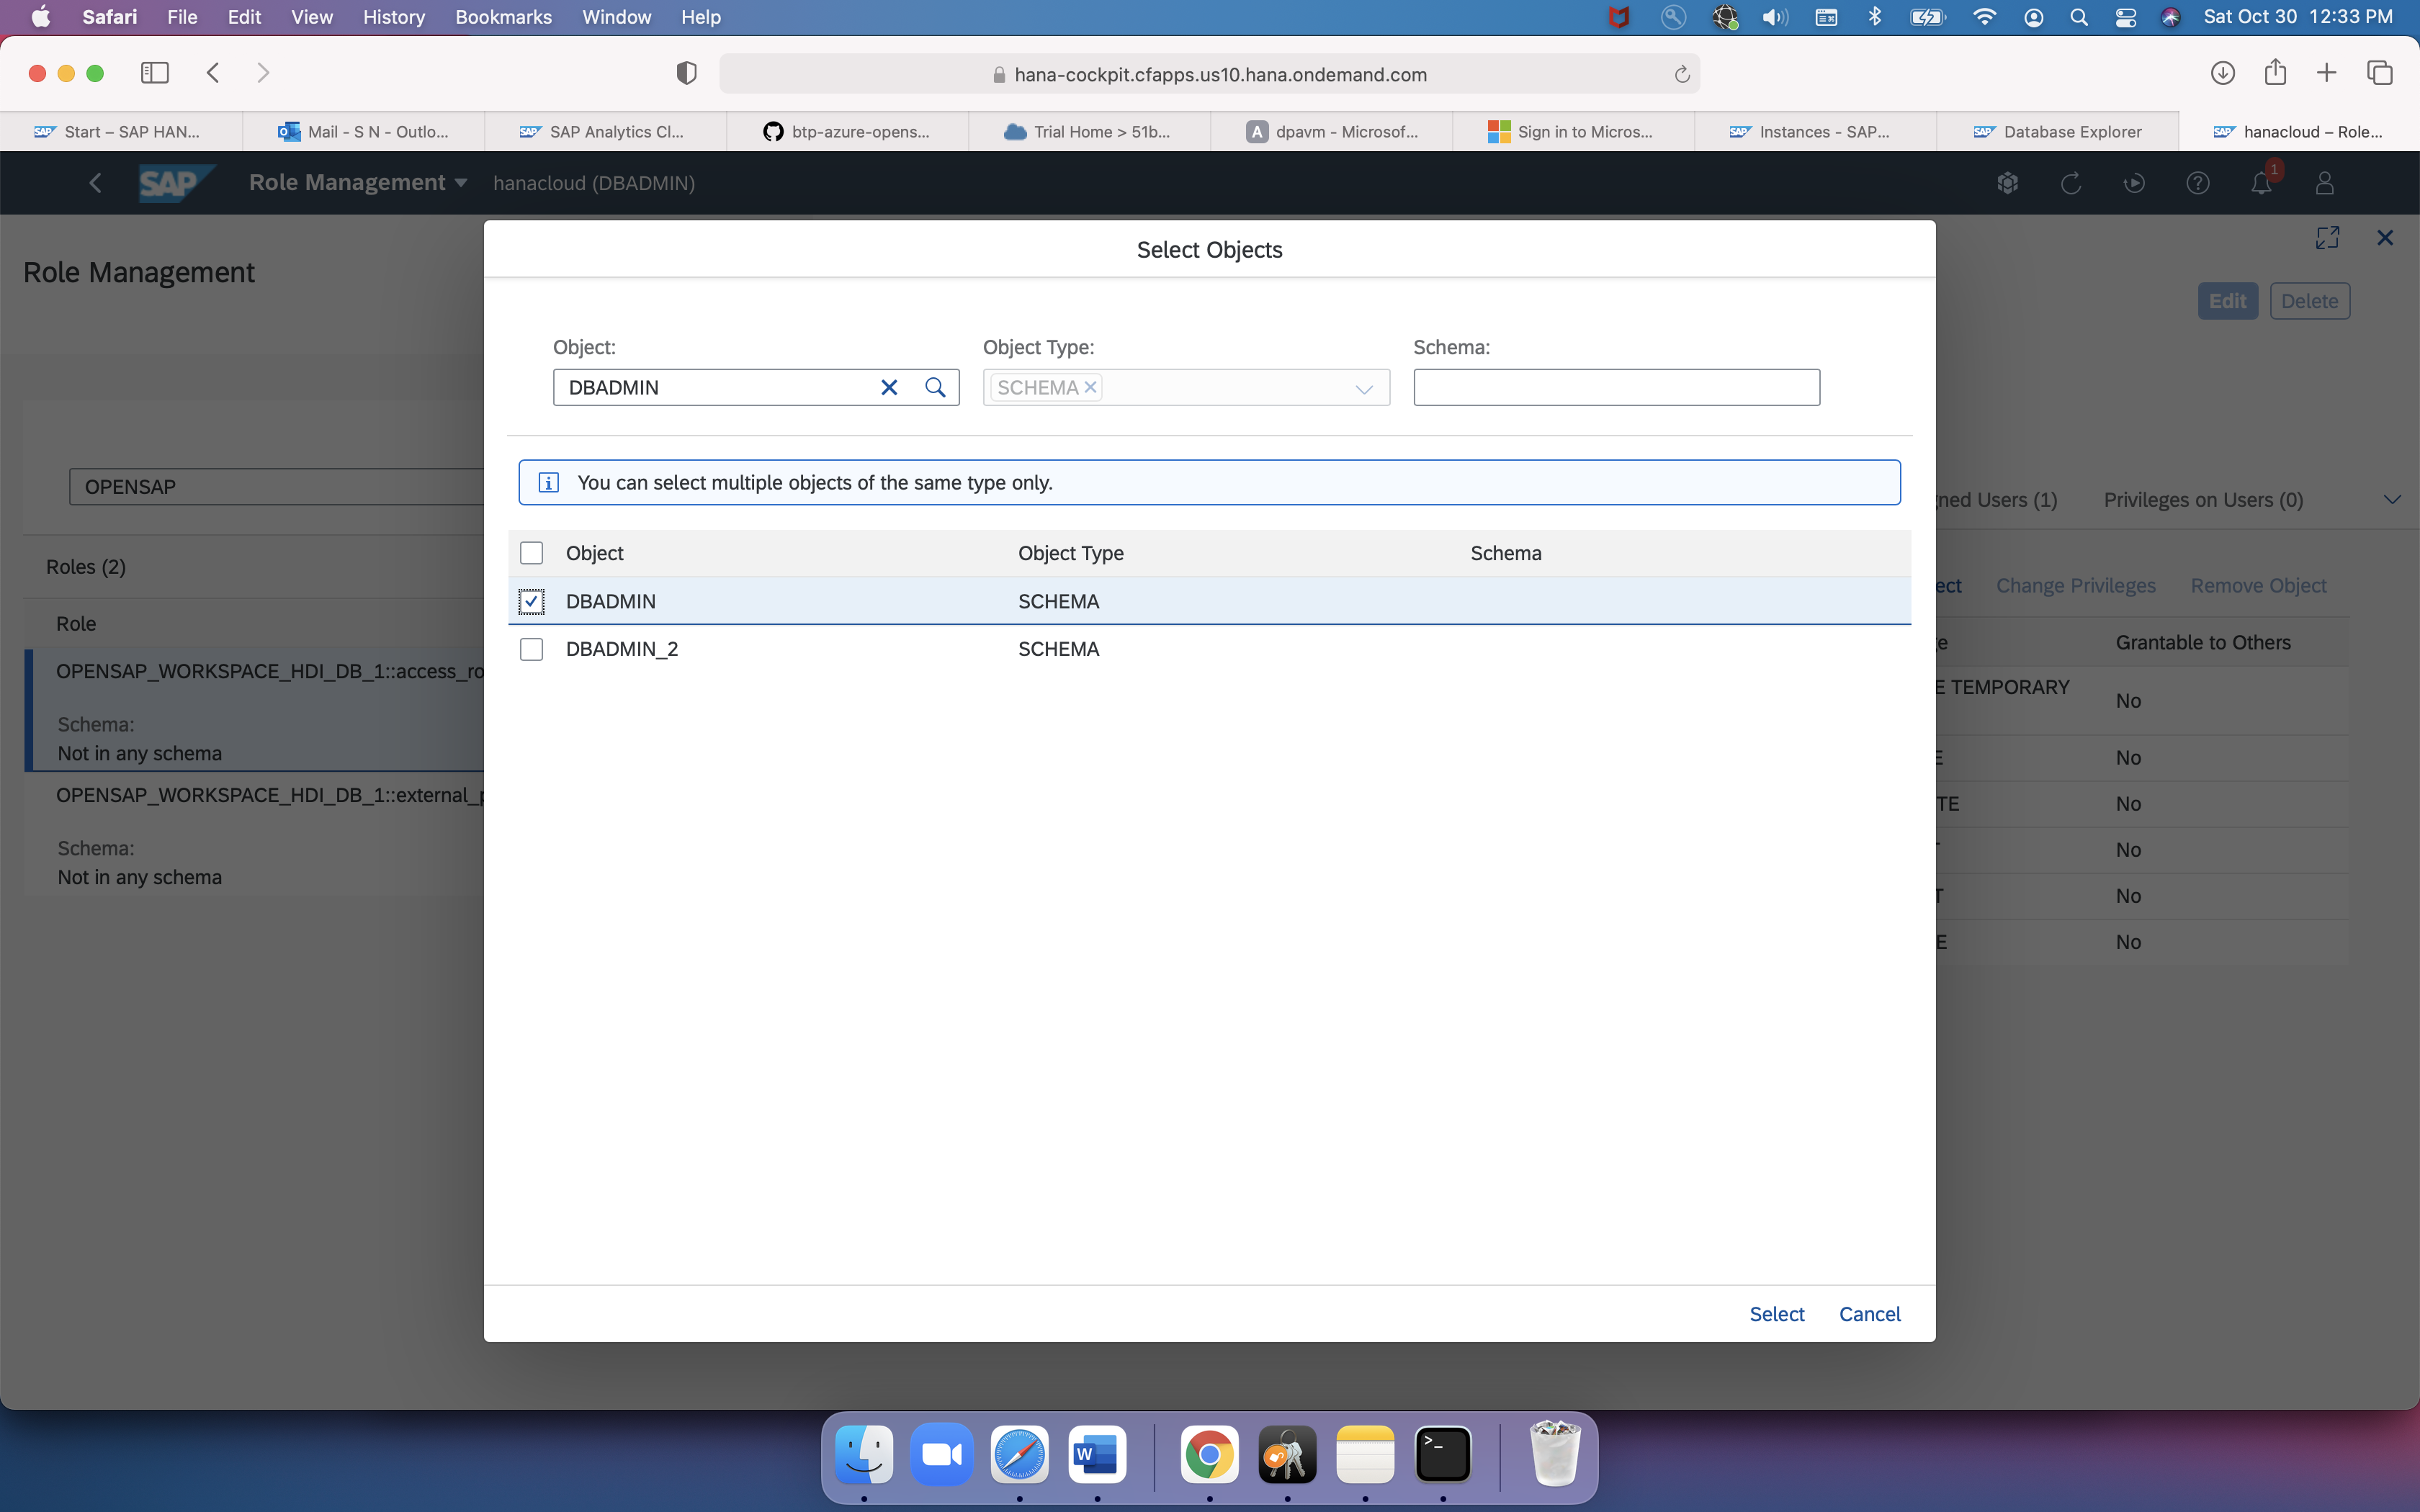 Safari File Edit View History Bookmarks Window Help Sat Oct 30 12:33 PM
hana-cockpit.cfapps.us10.hana.ondemand.com
SAP Start – SAP HAN... Mail - S N - Outlo... SAP SAP Analytics Cl... btp-azure-opens... Trial Home > 51b... A dpavm - Microsof... Sign in to Micros... SAP Instances - SAP... SAP Database Explorer SAP hanacloud – Role...
SAP Role Management hanacloud (DBADMIN) 1
Select Objects
Role Management
Edit Delete
Object: Object Type: Schema:
DBADMIN SCHEMA
OPENSAP
You can select multiple objects of the same type only.
ned Users (1) Privileges on Users (0)
Object Object Type Schema
Roles (2)
ect Change Privileges Remove Object
DBADMIN SCHEMA
Role
Grantable to Others
DBADMIN_2 SCHEMA
OPENSAP_WORKSPACE_HDI_DB_1::access_ro
E TEMPORARY
No
Schema:
Not in any schema
No
OPENSAP_WORKSPACE_HDI_DB_1::external_p
TE No
Schema:
No
Not in any schema
T No
E No
Select Cancel
W
>_